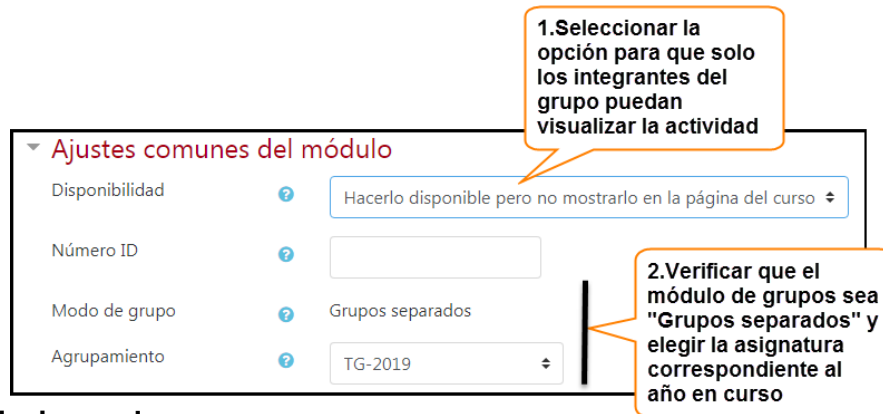 1.Seleccionar la
opción para que solo
los integrantes del
grupo puedan
visualizar la actividad
Ajustes comunes del módulo
Disponibilidad
Hacerlo disponible pero no mostrarlo en la página del curso
Número ID
Modo de grupo
Grupos separados
Agrupamiento
TG-2019
2.Verificar que el
módulo de grupos sea
"Grupos separados" y
elegir la asignatura
correspondiente al
año en curso